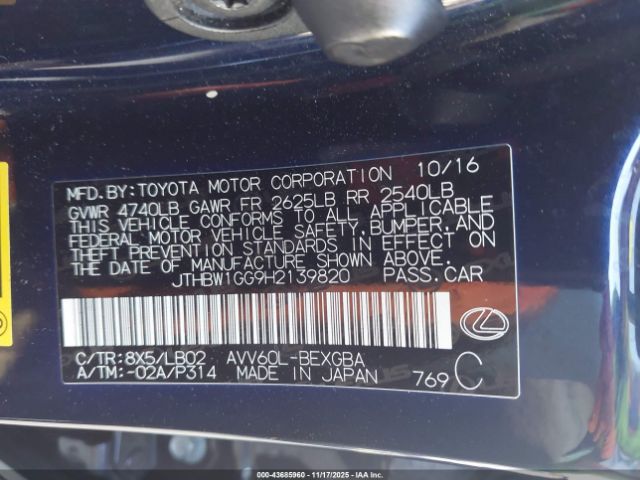 MFD.BY:TOYOTA MOTOR CORPORATION 10/16
GVWR 4740LB GAWR FR 2625LB RR 2540LB
THIS VEHICLE CONFORMS TO ALL APPLICABLE
FEDERAL MOTOR VEHICLE SAFETY,BUMPER,AND
THEFT PREVENTION STANDARDS IN EFFECT ON
THE DATE OF MANUFACTURE SHOWN ABOVE.
JTHBW1GG9H2139820 PASS.CAR
C/TR:8X5/LB02 AVV60L-BEXGBA
A/TM:-02A/P314 MADE IN JAPAN 769 C
000-43685960 - 11/17/2025 - IAAI.COM